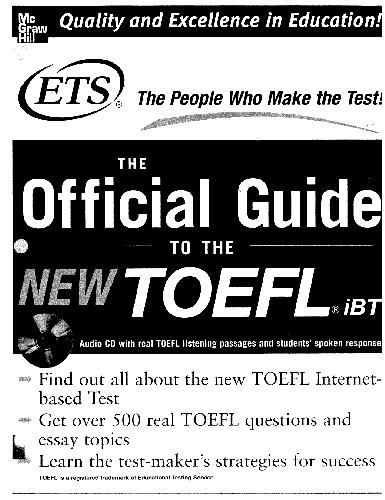 Mc
Graw
Hill
Quality and Excellence in Education!
ETS®
The People Who Make the Test!
THE
Official Guide
TO THE
NEW TOEFL® iBT
Audio CD with real TOEFL listening passages and students' spoken response
Find out all about the new TOEFL Internet-
based Test
Get over 500 real TOEFL questions and
essay topics
Learn the test-maker's strategies for success
TOEFL is a registered trademark of Educational Testing Service